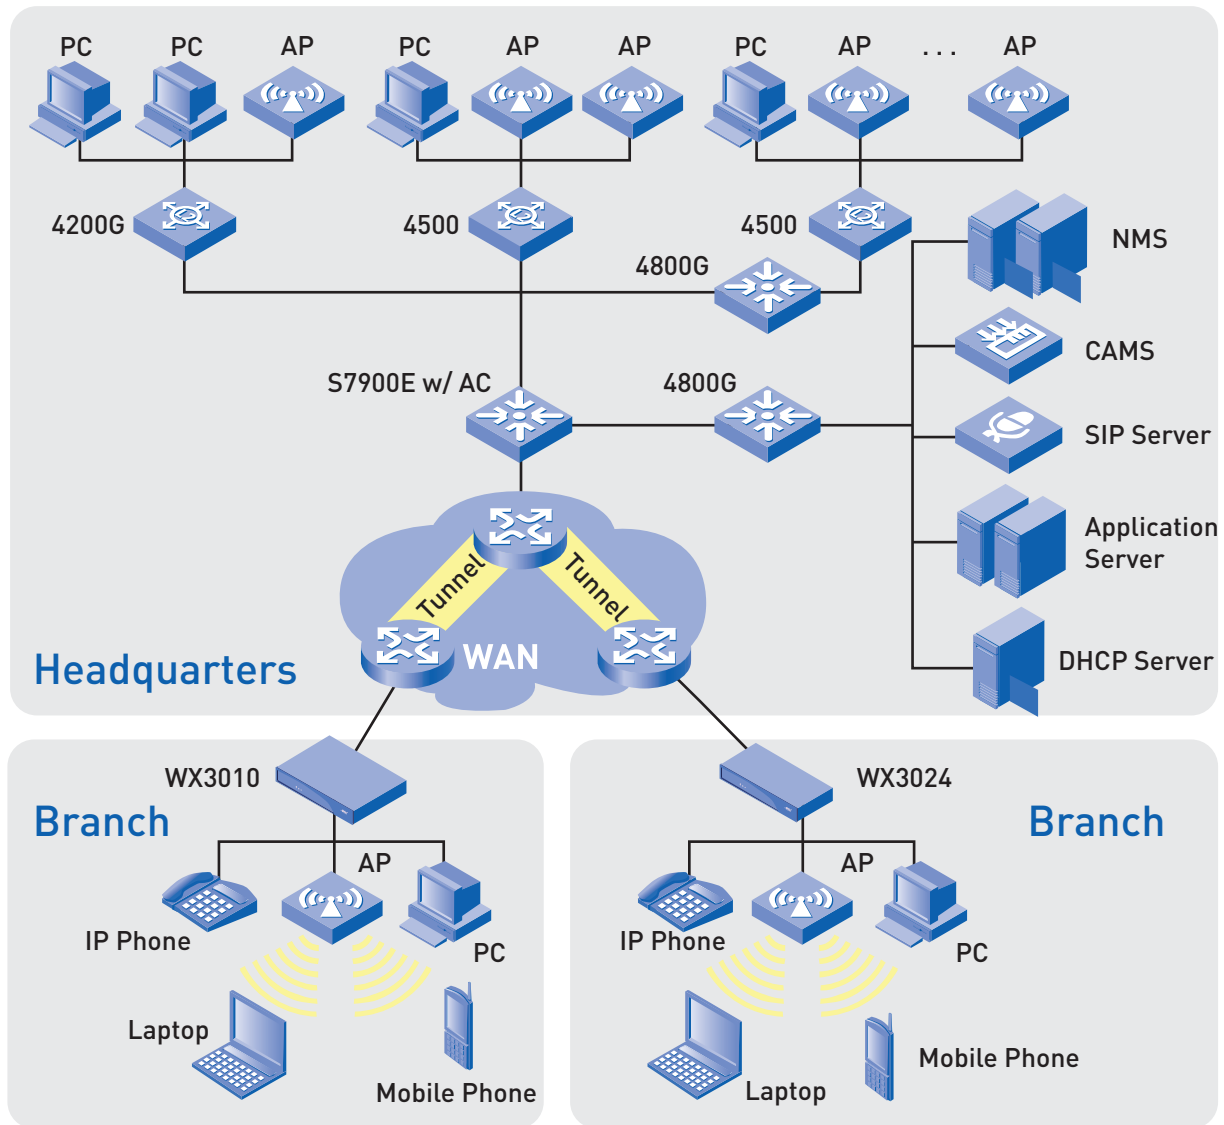 PC
PC
AP
PC
AP
AP
PC
AP
. . .
AP
4200G
4500
4500
NMS
4800G
CAMS
S7900E w/ AC
4800G
SIP Server
Application
Server
Tunnel
Tunnel
WAN
DHCP Server
Headquarters
WX3010
WX3024
Branch
Branch
AP
AP
IP Phone
PC
IP Phone
PC
Laptop
Mobile Phone
Mobile Phone
Laptop